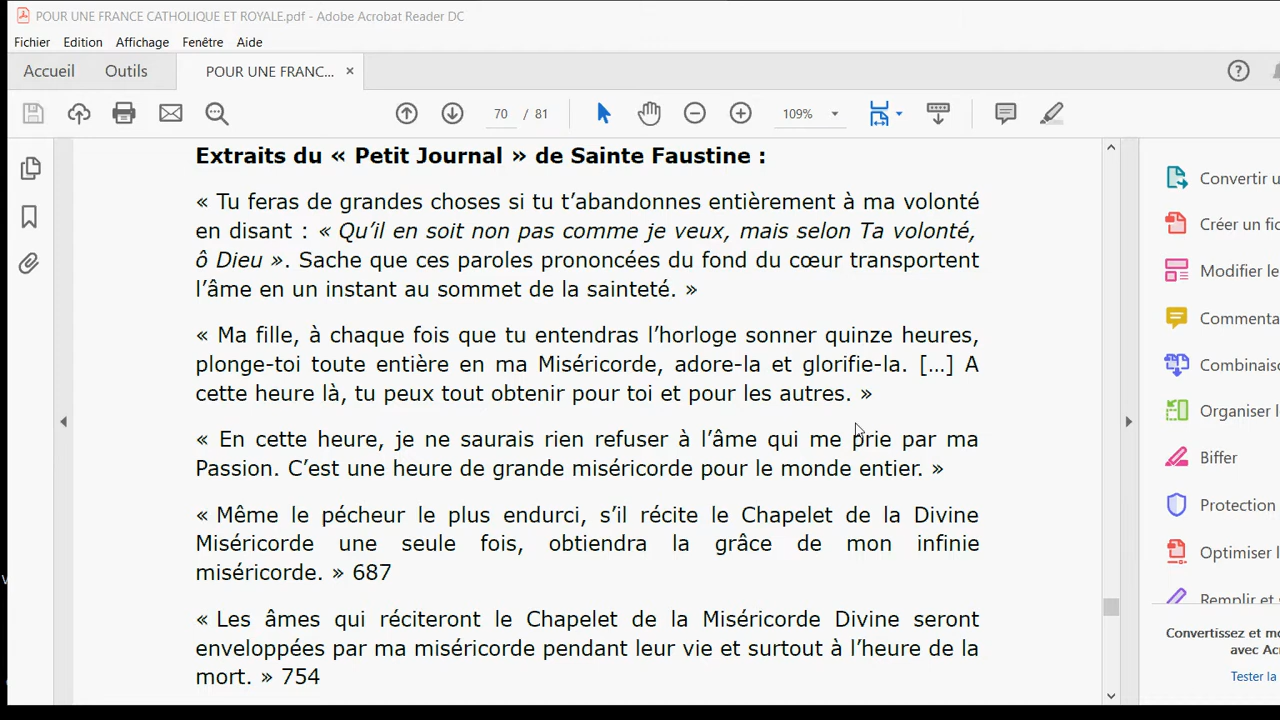 POUR UNE FRANCE CATHOLIQUE ET ROYALE.pdf - Adobe Acrobat Reader DC
Fichier Edition Affichage Fenêtre Aide
Accueil Outils POUR UNE FRANC... ×
70 / 81 109%
Extraits du « Petit Journal » de Sainte Faustine :
« Tu feras de grandes choses si tu t’abandonnes entièrement à ma volonté
en disant : « Qu’il en soit non pas comme je veux, mais selon Ta volonté,
ô Dieu ». Sache que ces paroles prononcées du fond du cœur transportent
l’âme en un instant au sommet de la sainteté. »
« Ma fille, à chaque fois que tu entendras l’horloge sonner quinze heures,
plonge-toi toute entière en ma Miséricorde, adore-la et glorifie-la. […] A
cette heure là, tu peux tout obtenir pour toi et pour les autres. »
« En cette heure, je ne saurais rien refuser à l’âme qui me prie par ma
Passion. C’est une heure de grande miséricorde pour le monde entier. »
« Même le pécheur le plus endurci, s’il récite le Chapelet de la Divine
Miséricorde une seule fois, obtiendra la grâce de mon infinie
miséricorde. » 687
« Les âmes qui réciteront le Chapelet de la Miséricorde Divine seront
enveloppées par ma miséricorde pendant leur vie et surtout à l’heure de la
mort. » 754
Convertir u
Créer un fic
Modifier le
Commenta
Combinaiso
Organiser l
Biffer
Protection
Optimiser l
Remplir et s
Convertissez et mo
avec Acr
Tester la